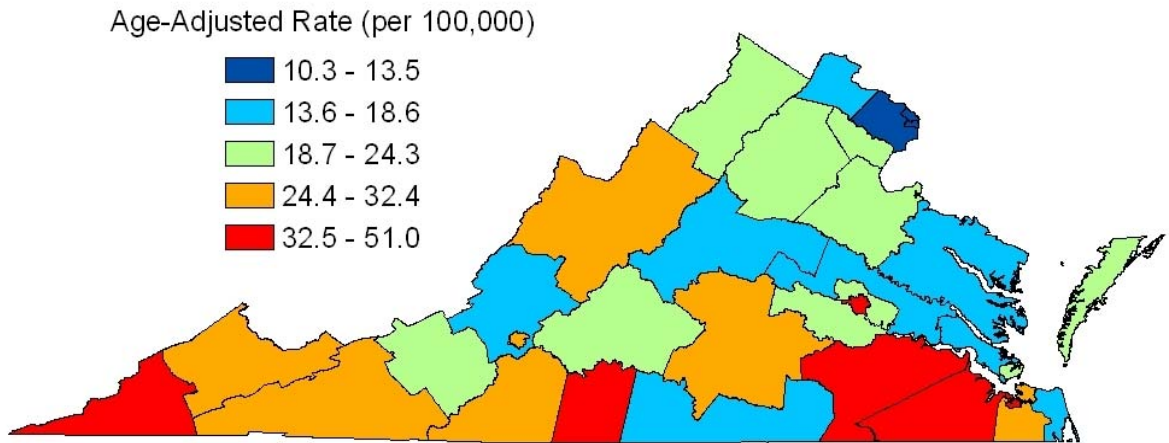 Age-Adjusted Rate (per 100,000)
10.3 - 13.5
13.6 - 18.6
18.7 - 24.3
24.4 - 32.4
32.5 - 51.0